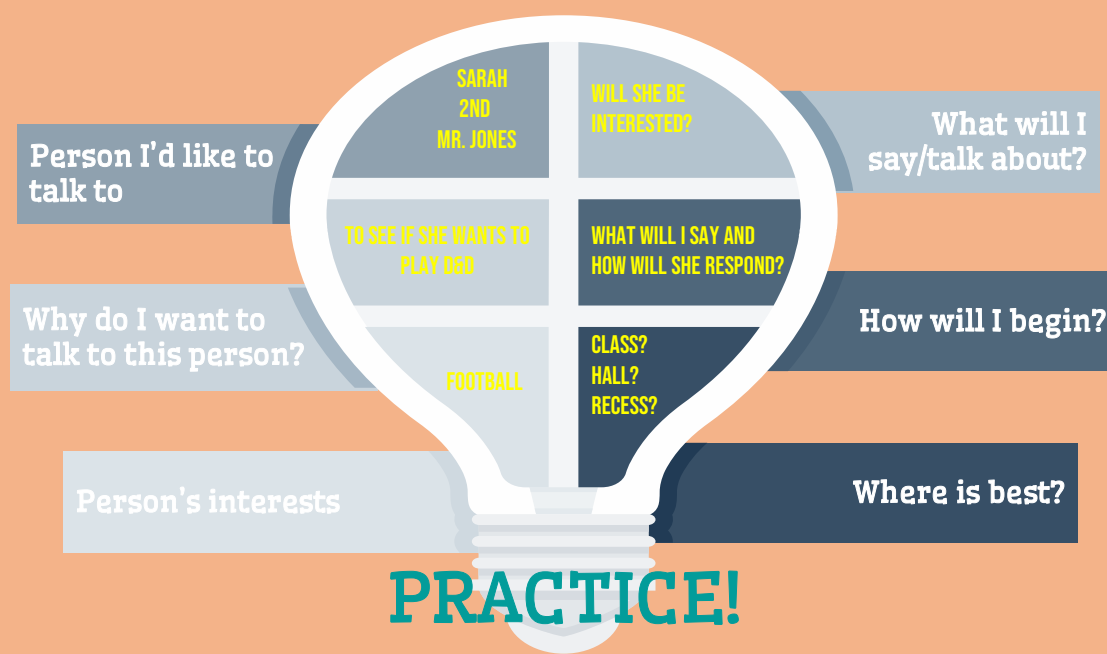 Person I'd like to
talk to
SARAH
2ND
MR. JONES
WILL SHE BE
INTERESTED?
What will I
say/talk about?
Why do I want to
talk to this person?
TO SEE IF SHE WANTS TO
PLAY D&D
WHAT WILL I SAY AND
HOW WILL SHE RESPOND?
How will I begin?
Person's interests
FOOTBALL
CLASS?
HALL?
RECESS?
Where is best?
PRACTICE!